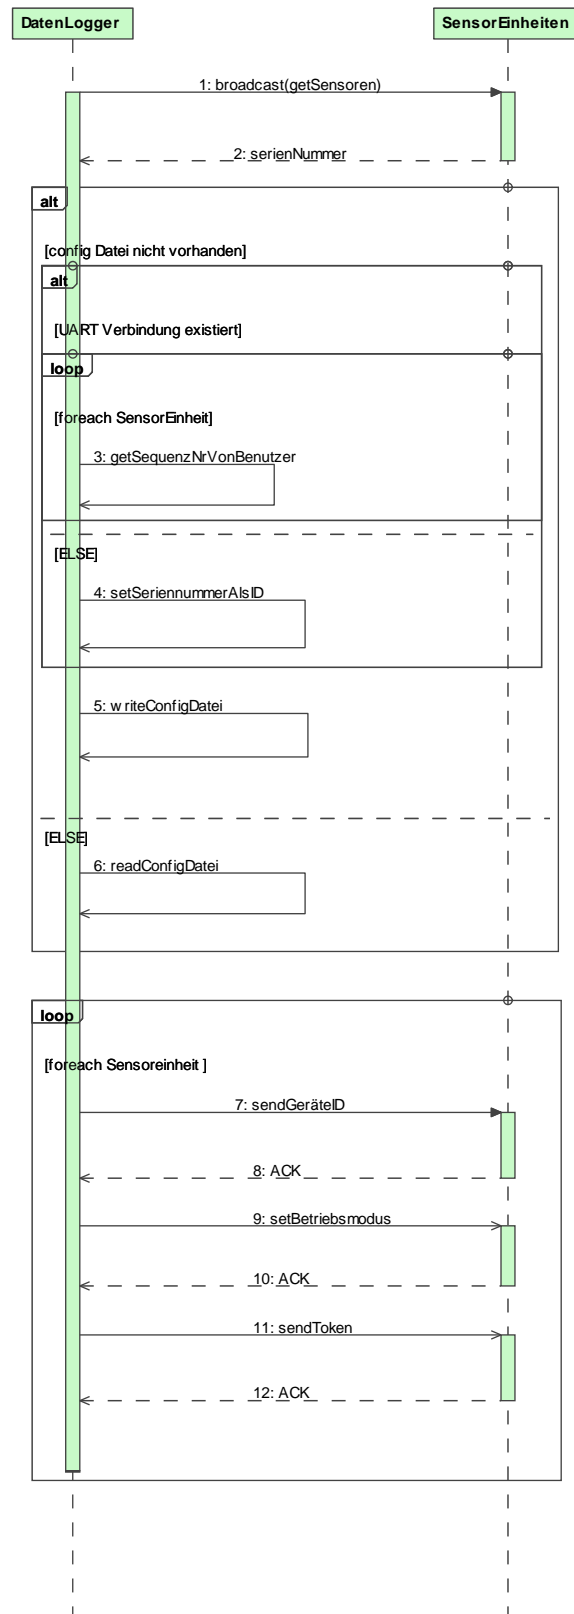 DatenLogger
SensorEinheiten
1: broadcast(getSensoren)
2: serienNummer
alt
[config Datei nicht vorhanden]
alt
[UART Verbindung existiert]
loop
[foreach SensorEinheit]
3: getSequenzNrVonBenutzer
[ELSE]
4: setSeriennummerAlsID
5: writeConfigDatei
[ELSE]
6: readConfigDatei
loop
[foreach Sensoreinheit ]
7: sendGeräteID
8: ACK
9: setBetriebsmodus
10: ACK
11: sendToken
12: ACK